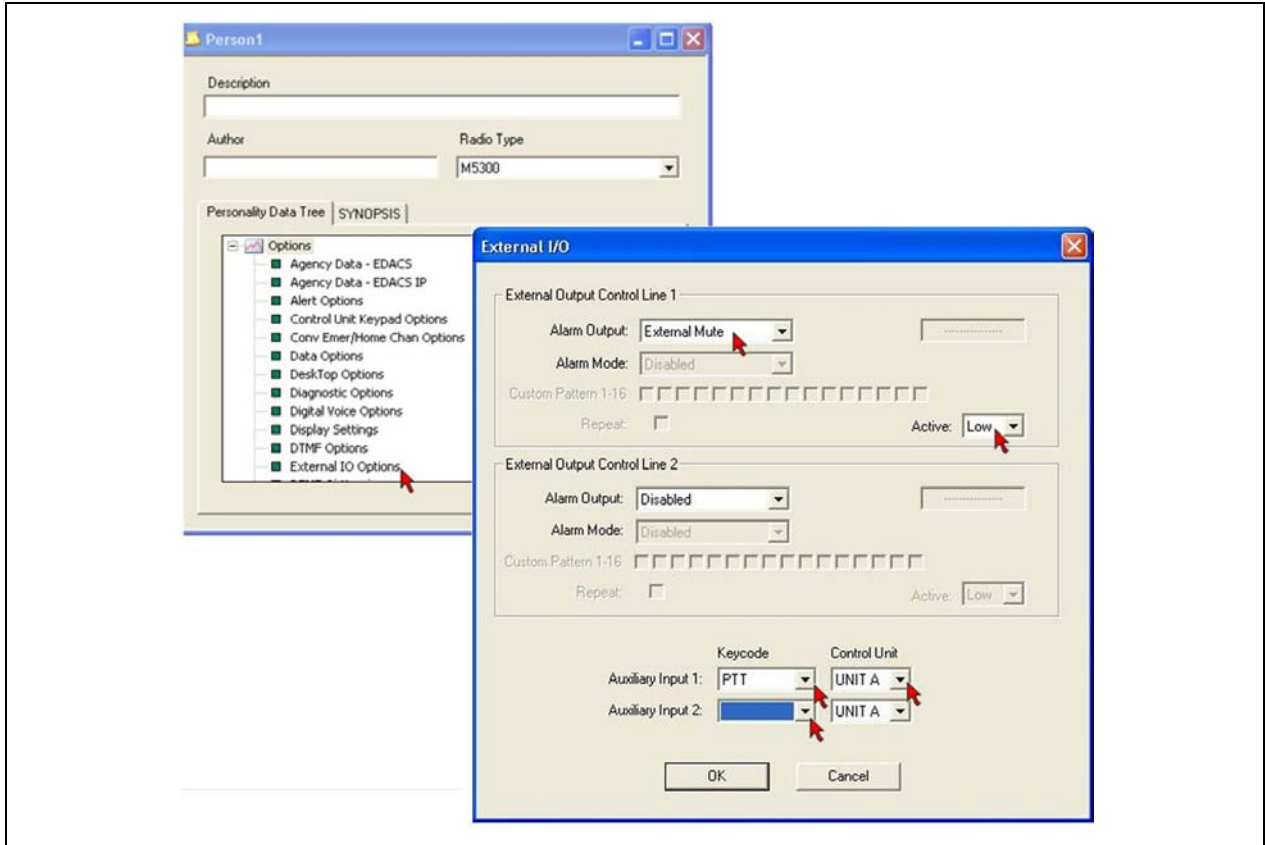 Person1
Description
Author
Radio Type
M5300
Personality Data Tree
SYNOPSIS
Options
Agency Data - EDACS
Agency Data - EDACS IP
Alert Options
Control Unit Keypad Options
Conv Emer/Home Chan Options
Data Options
DeskTop Options
Diagnostic Options
Digital Voice Options
Display Settings
DTMF Options
External IO Options
External I/O
External Output Control Line 1
Alarm Output: External Mute
Alarm Mode: Disabled
Custom Pattern 1-16
Repeat: Active: Low
External Output Control Line 2
Alarm Output: Disabled
Alarm Mode: Disabled
Custom Pattern 1-16
Repeat: Active: Low
Keycode Control Unit
Auxiliary Input 1: PTT UNIT A
Auxiliary Input 2: UNIT A
OK Cancel